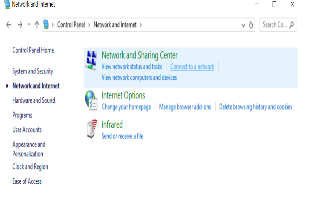 Network and Internet
Control Panel > Network and Internet >
Search Co...
Control Panel Home
System and Security
Network and Internet
Hardware and Sound
Programs
User Accounts
Appearance and
Personalization
Clock and Region
Ease of Access
Network and Sharing Center
View network status and tasks | Connect to a network
View network computers and devices
Internet Options
Change your homepage | Manage browser add-ons | Delete browsing history and cookies
Infrared
Send or receive a file